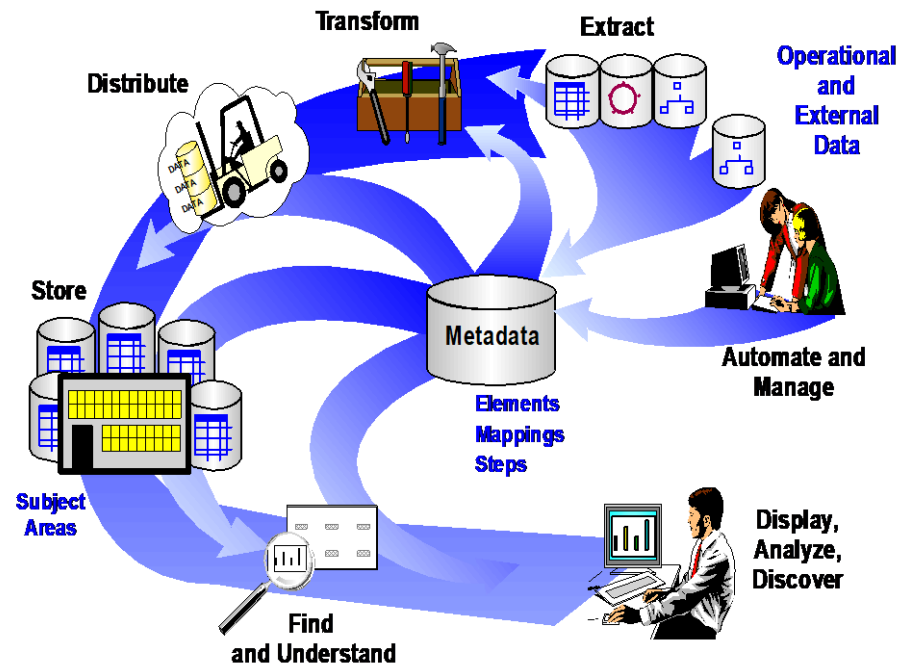 Transform
Extract
Operational
and
External
Data
Distribute
DATA
DATA
DATA
Store
Metadata
Elements
Mappings
Steps
Automate and
Manage
Subject
Areas
Display,
Analyze,
Discover
Find
and Understand